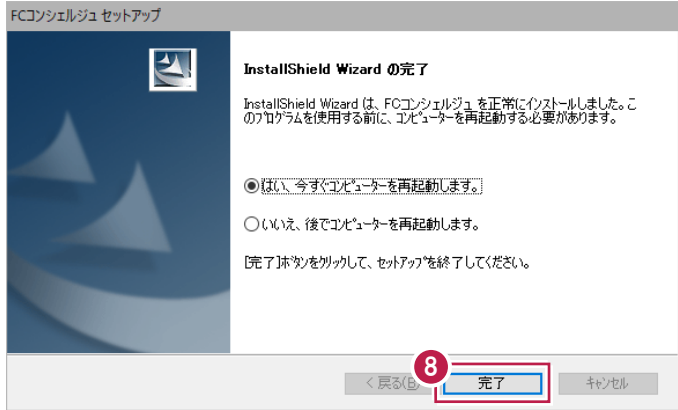 FCコンシェルジュ セットアップ
InstallShield Wizard の完了
InstallShield Wizard は、FCコンシェルジュ を正常にインストールしました。こ
のプログラムを使用する前に、コンピューターを再起動する必要があります。
はい、今すぐコンピューターを再起動します。
いいえ、後でコンピューターを再起動します。
[完了]ボタンをクリックして、セットアップを終了してください。
8
< 戻る(B)
完了
キャンセル